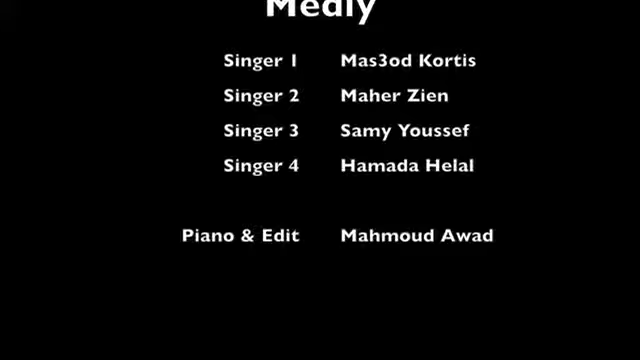 Medly
Singer 1 Mas3od Kortis
Singer 2 Maher Zien
Singer 3 Samy Youssef
Singer 4 Hamada Helal
Piano & Edit Mahmoud Awad